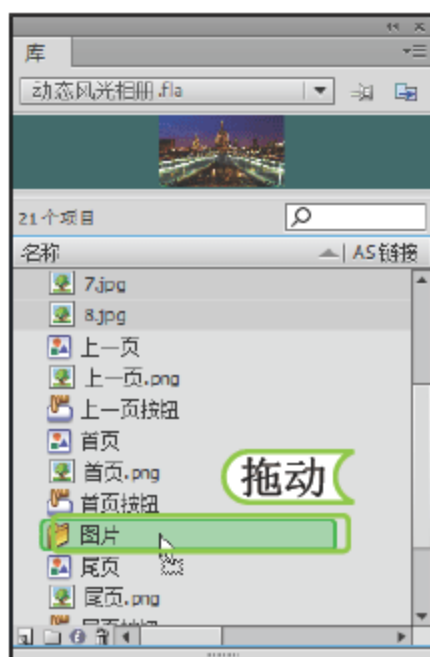 库
动态风光相册.fla
21个项目
名称 AS 链接
7.jpg
8.jpg
上一页
上一页.png
上一页按钮
首页
首页.png
首页按钮
拖动
图片
尾页
尾页.png